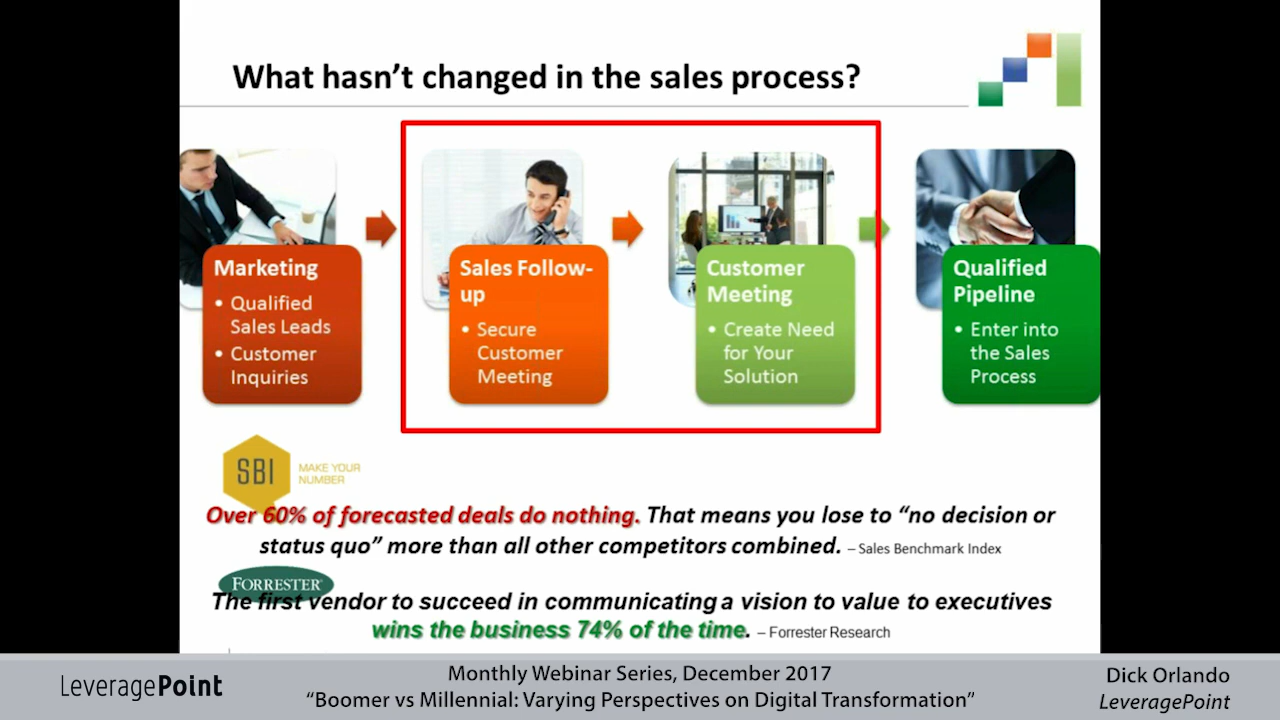 What hasn't changed in the sales process?
Marketing
• Qualified
Sales Leads
• Customer
Inquiries
Sales Follow-
up
• Secure
Customer
Meeting
Customer
Meeting
• Create Need
for Your
Solution
Qualified
Pipeline
• Enter into
the Sales
Process
SBI
MAKE YOUR
NUMBER
Over 60% of forecasted deals do nothing. That means you lose to “no decision or
status quo” more than all other competitors combined. – Sales Benchmark Index
FORRESTER®
The first vendor to succeed in communicating a vision to value to executives
wins the business 74% of the time. – Forrester Research
LeveragePoint
Monthly Webinar Series, December 2017
“Boomer vs Millennial: Varying Perspectives on Digital Transformation”
Dick Orlando
LeveragePoint